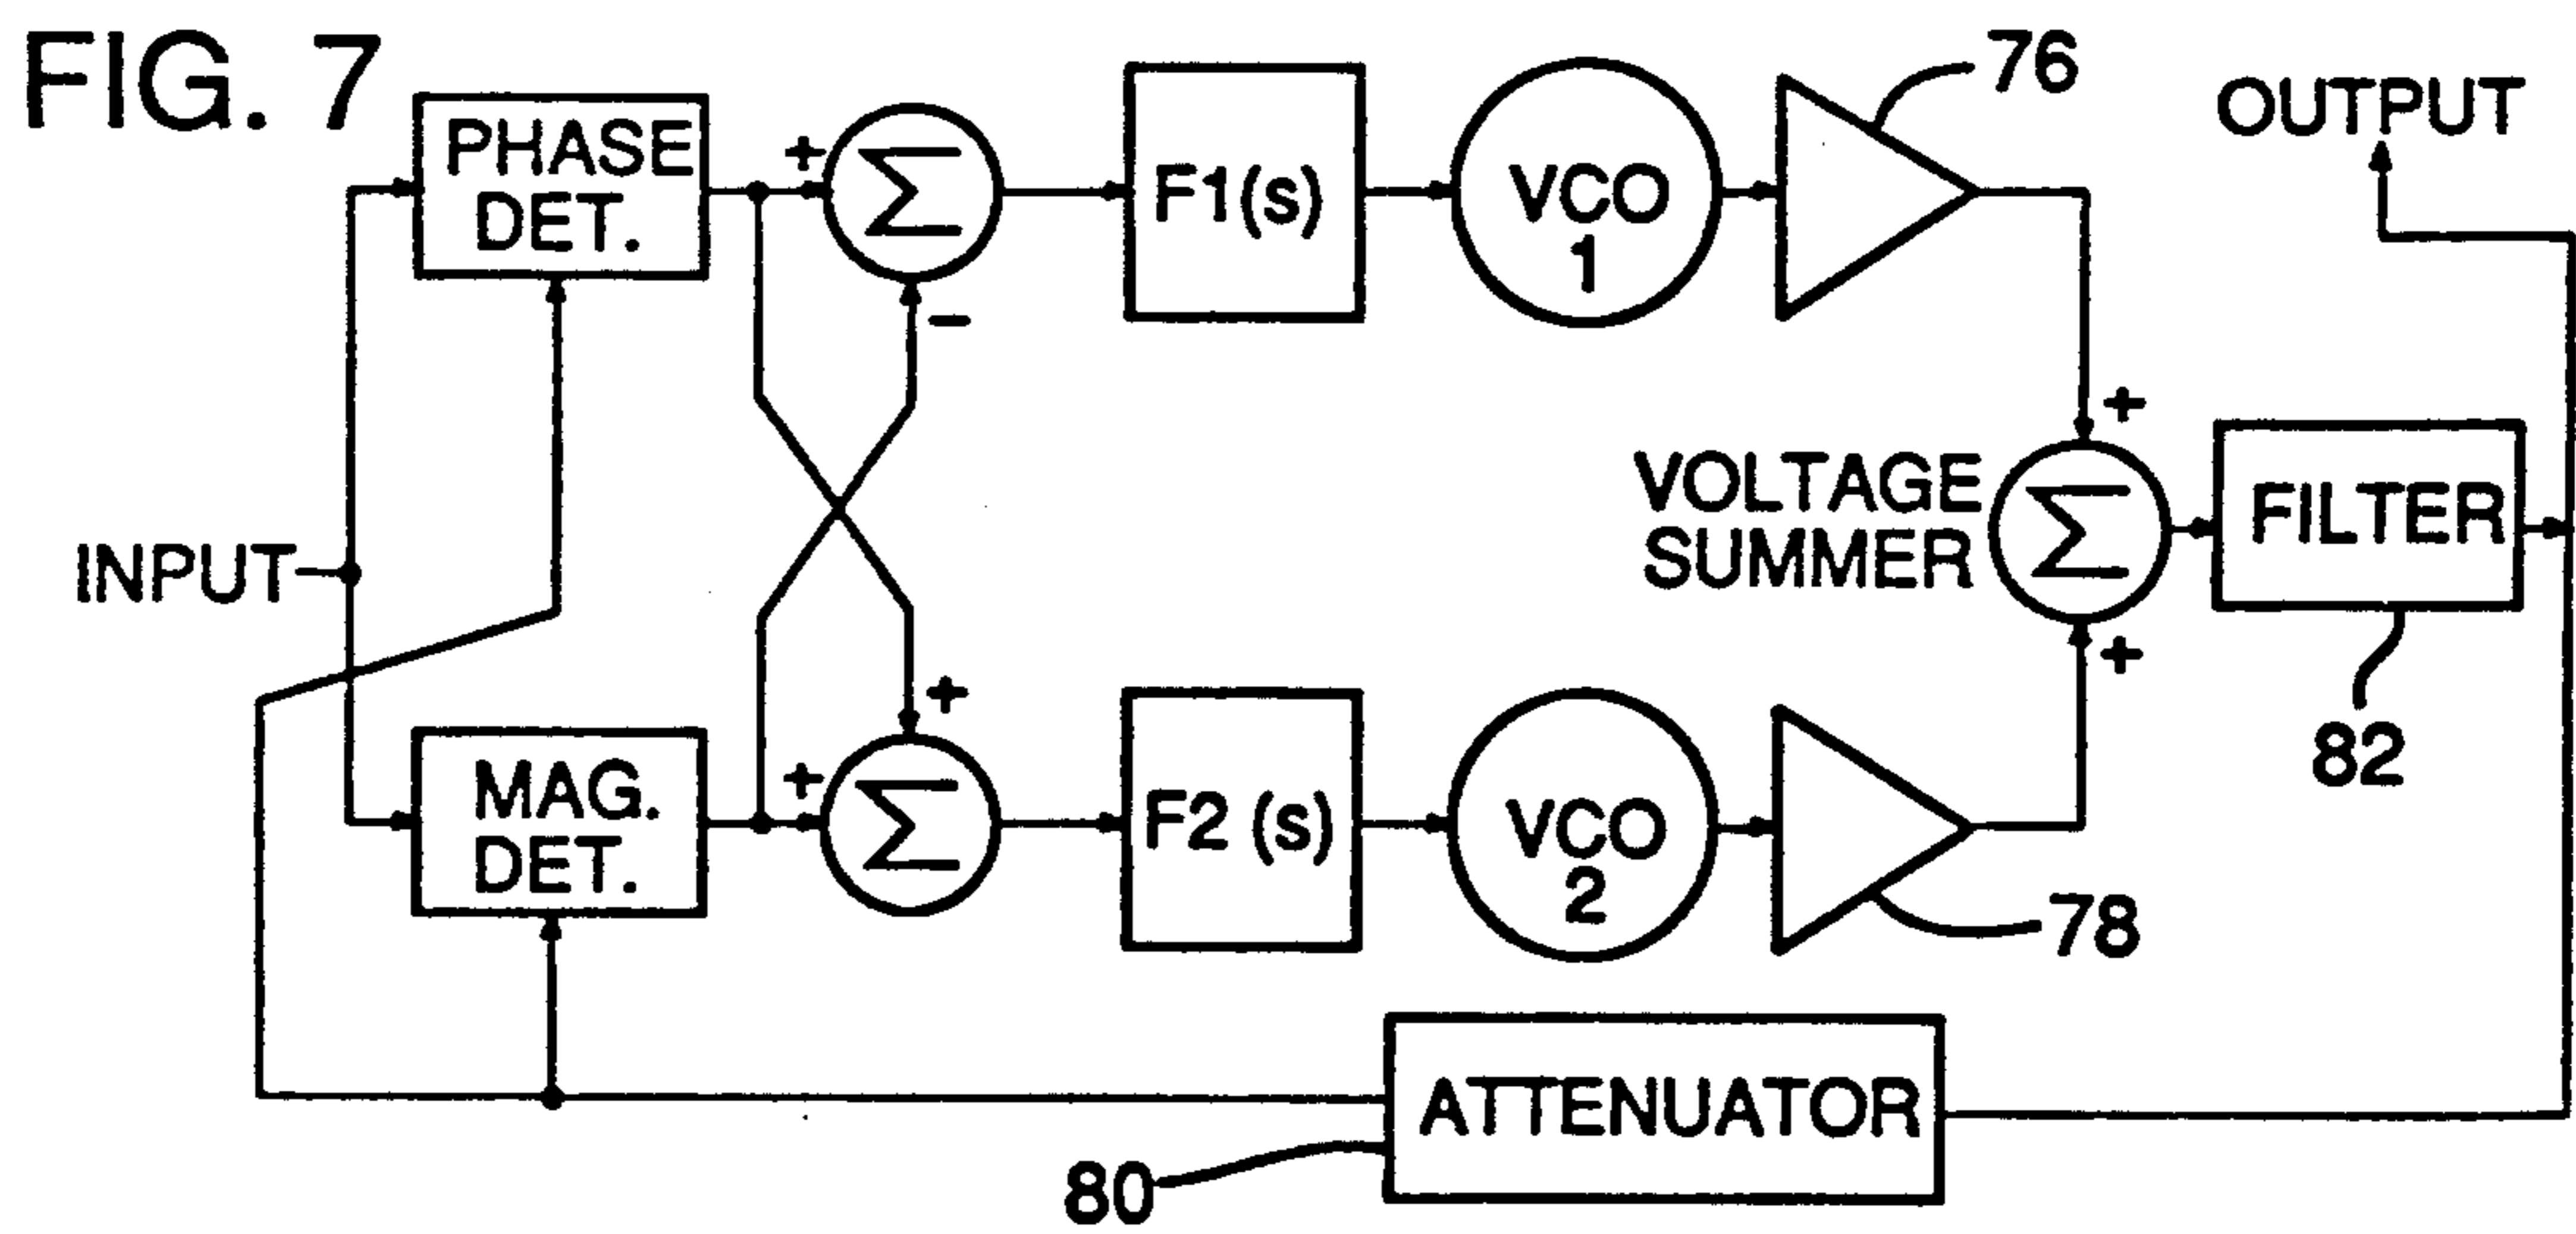 FIG. 7
PHASE
DET.
+
Σ
−
F1(s)
VCO
1
76
OUTPUT
INPUT
VOLTAGE
SUMMER
+
Σ
+
FILTER
82
MAG.
DET.
+
+
Σ
F2 (s)
VCO
2
78
ATTENUATOR
80